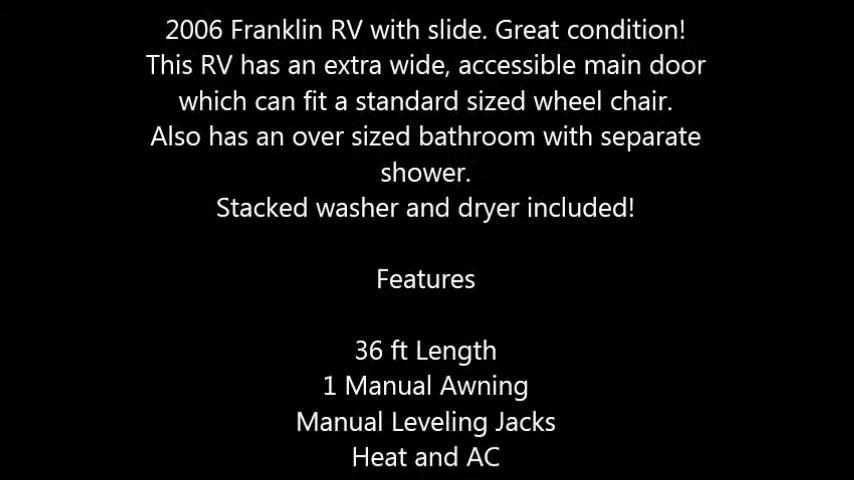 2006 Franklin RV with slide. Great condition!
This RV has an extra wide, accessible main door
which can fit a standard sized wheel chair.
Also has an over sized bathroom with separate
shower.
Stacked washer and dryer included!
Features
36 ft Length
1 Manual Awning
Manual Leveling Jacks
Heat and AC